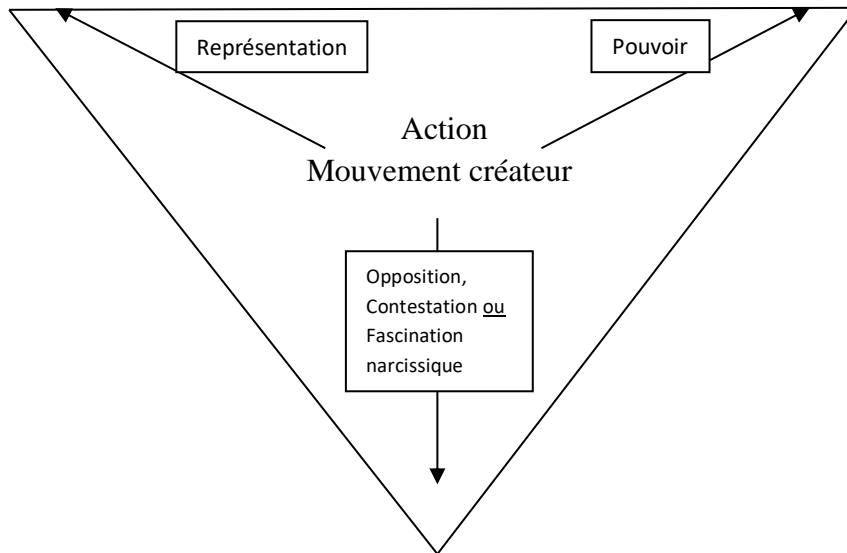 Représentation
Pouvoir
Action
Mouvement créateur
Opposition,
Contestation ou
Fascination
narcissique